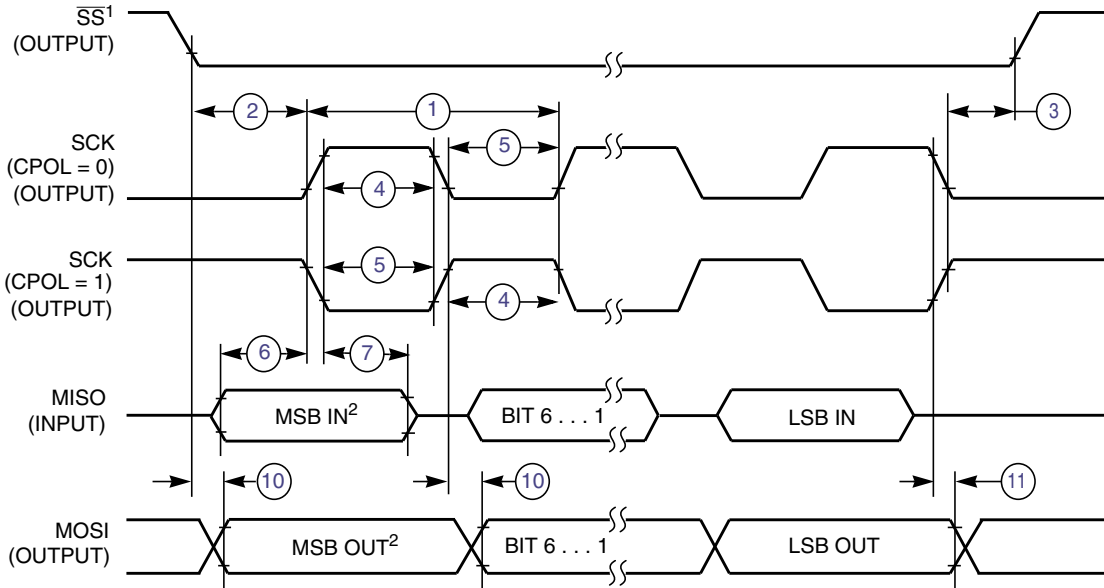 SS¹
(OUTPUT)
2
1
3
SCK
(CPOL = 0)
(OUTPUT)
5
4
SCK
(CPOL = 1)
(OUTPUT)
5
4
6
7
MISO
(INPUT)
MSB IN²
BIT 6 . . . 1
LSB IN
10
10
11
MOSI
(OUTPUT)
MSB OUT²
BIT 6 . . . 1
LSB OUT